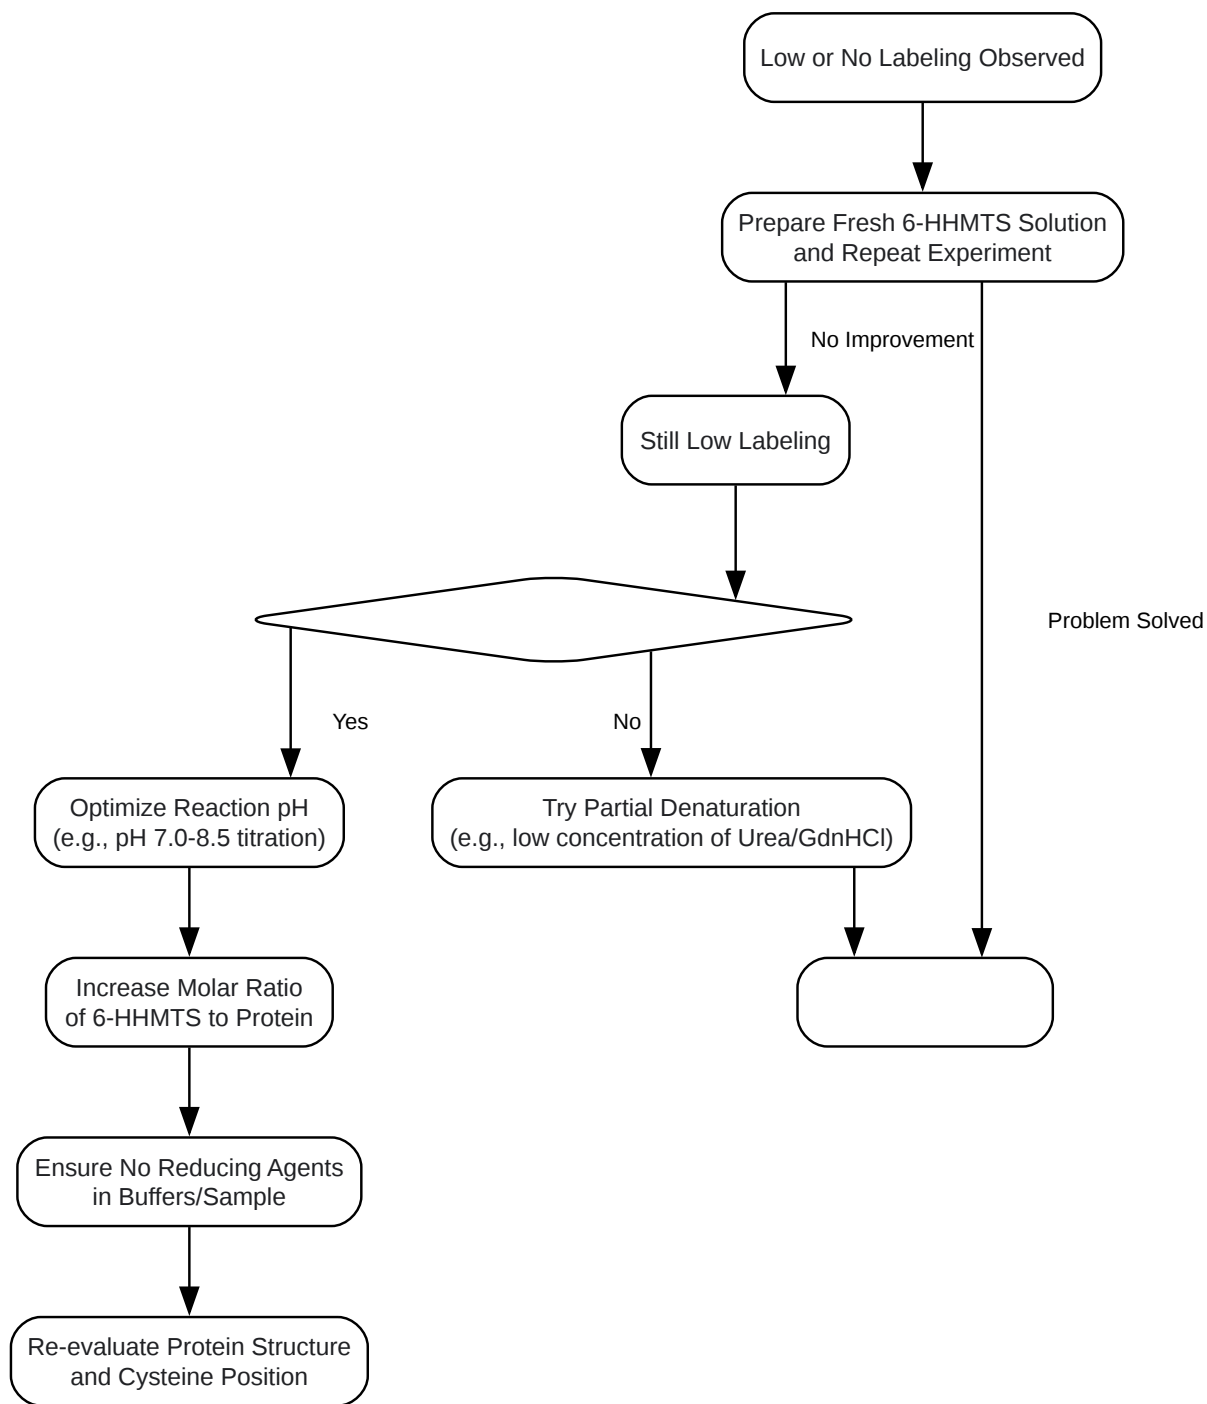 Low or No Labeling Observed
Prepare Fresh 6-HHMTS Solution
and Repeat Experiment
No Improvement
Still Low Labeling
Problem Solved
Yes
No
Optimize Reaction pH
(e.g., pH 7.0-8.5 titration)
Try Partial Denaturation
(e.g., low concentration of Urea/GdnHCl)
Increase Molar Ratio
of 6-HHMTS to Protein
Ensure No Reducing Agents
in Buffers/Sample
Re-evaluate Protein Structure
and Cysteine Position